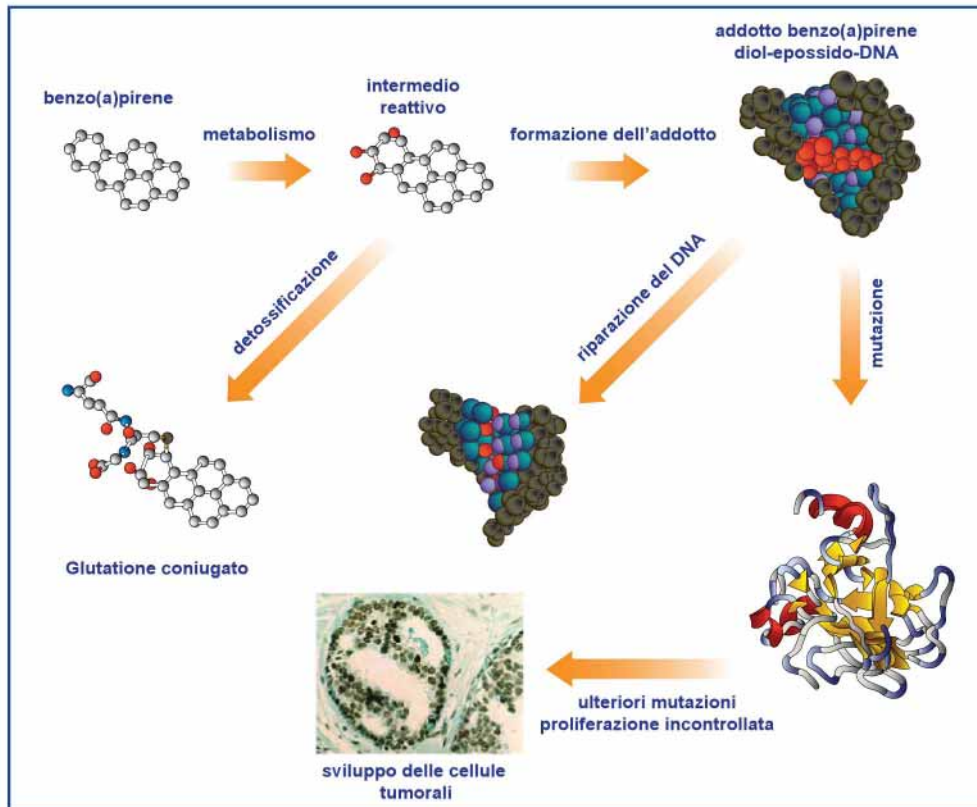 addotto benzo(a)pirene
diol-epossido-DNA
intermedio
reattivo
benzo(a)pirene
metabolismo
formazione dell'addotto
detossificazione
riparazione del DNA
mutazione
Glutatione coniugato
ulteriori mutazioni
proliferazione incontrollata
sviluppo delle cellule
tumorali